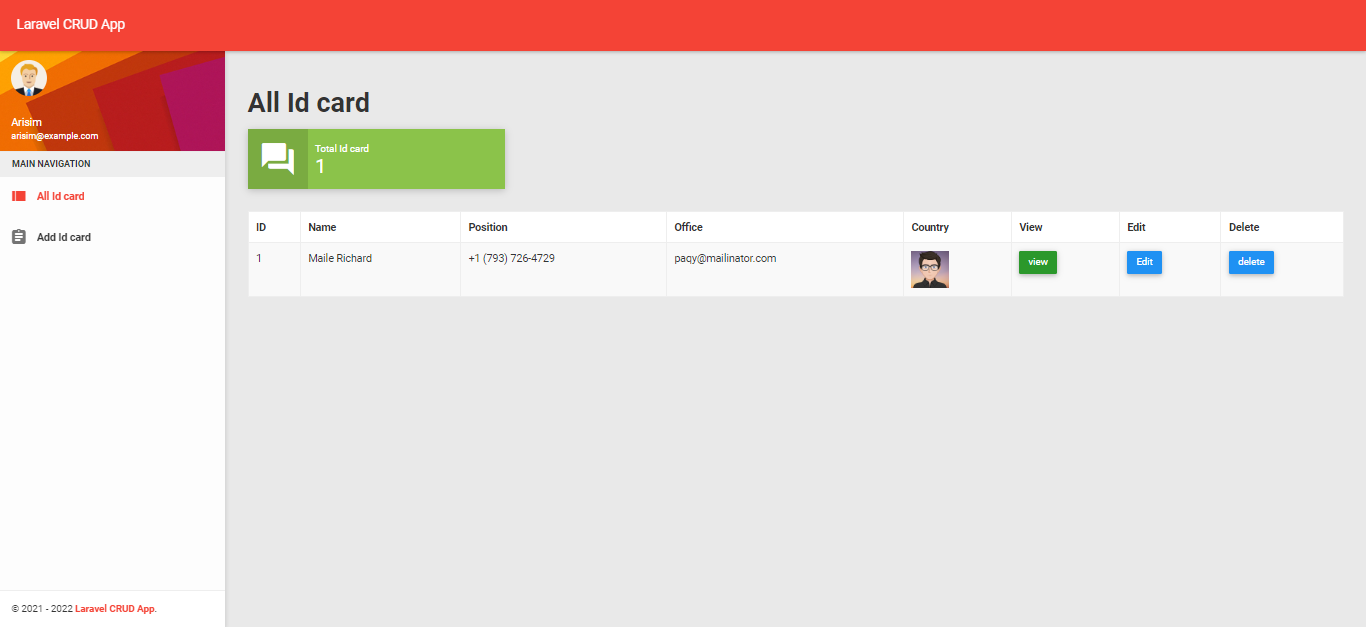 Laravel CRUD App
Arisim
arisim@example.com
MAIN NAVIGATION
All Id card
Add Id card
© 2021 - 2022 Laravel CRUD App.
All Id card
Total Id card
1
ID Name Position Office Country View Edit Delete
1 Maile Richard +1 (793) 726-4729 paqy@mailinator.com view Edit delete